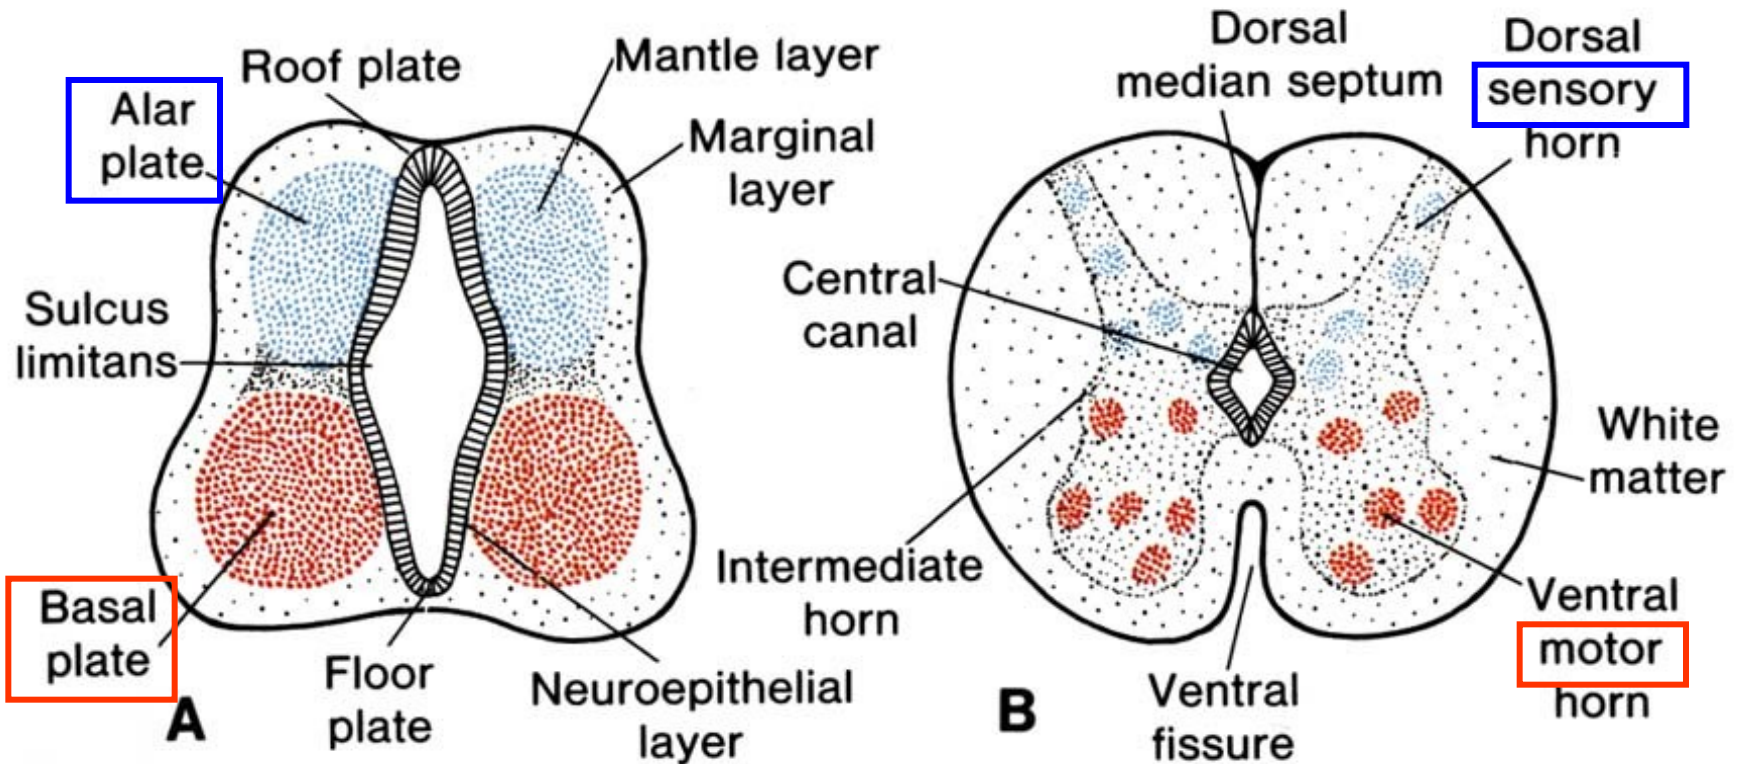 Roof plate
Mantle layer
Alar
plate
Marginal
layer
Sulcus
limitans
Basal
plate
Floor
plate
Neuroepithelial
layer
A
Dorsal
median septum
Dorsal
sensory
horn
Central
canal
White
matter
Intermediate
horn
Ventral
motor
horn
Ventral
fissure
B